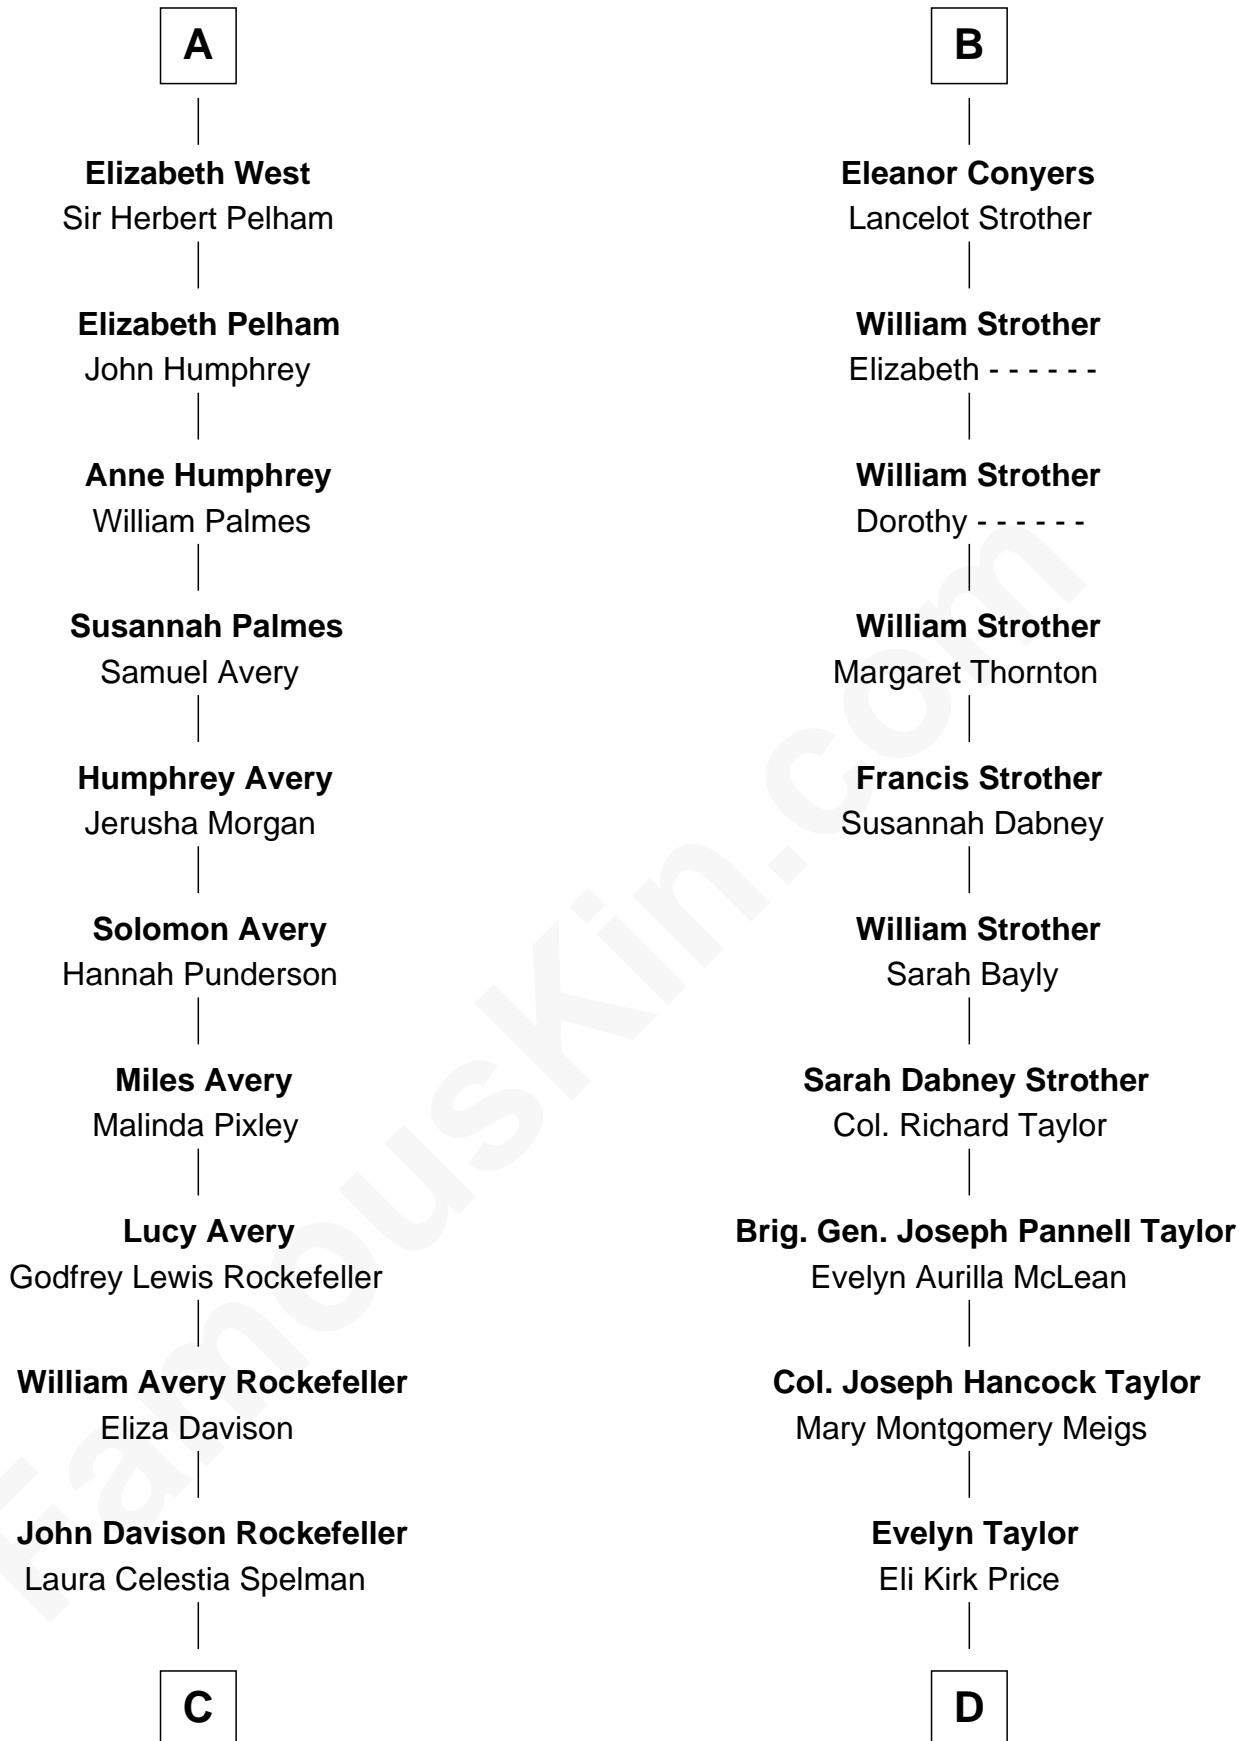 A
Elizabeth West
Sir Herbert Pelham
Elizabeth Pelham
John Humphrey
Anne Humphrey
William Palmes
Susannah Palmes
Samuel Avery
Humphrey Avery
Jerusha Morgan
Solomon Avery
Hannah Punderson
Miles Avery
Malinda Pixley
Lucy Avery
Godfrey Lewis Rockefeller
William Avery Rockefeller
Eliza Davison
John Davison Rockefeller
Laura Celestia Spelman
C
B
Eleanor Conyers
Lancelot Strother
William Strother
Elizabeth - - - - - -
William Strother
Dorothy - - - - - -
William Strother
Margaret Thornton
Francis Strother
Susannah Dabney
William Strother
Sarah Bayly
Sarah Dabney Strother
Col. Richard Taylor
Brig. Gen. Joseph Pannell Taylor
Evelyn Aurilla McLean
Col. Joseph Hancock Taylor
Mary Montgomery Meigs
Evelyn Taylor
Eli Kirk Price
D
FamousKin.com